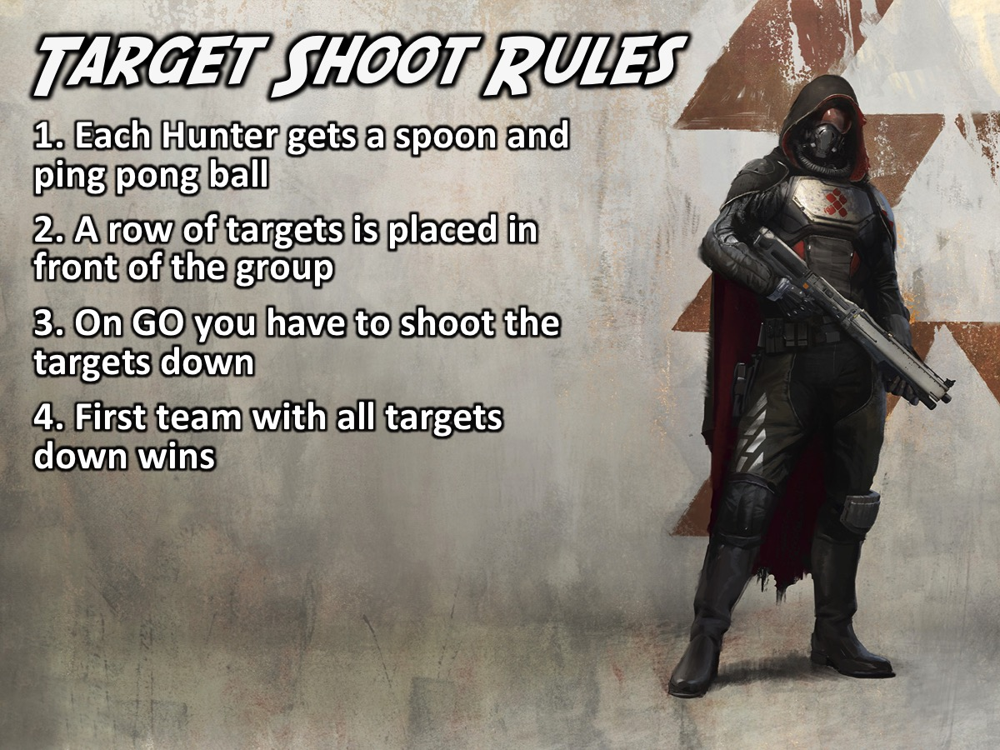 Target Shoot Rules
1. Each Hunter gets a spoon and
ping pong ball
2. A row of targets is placed in
front of the group
3. On GO you have to shoot the
targets down
4. First team with all targets
down wins